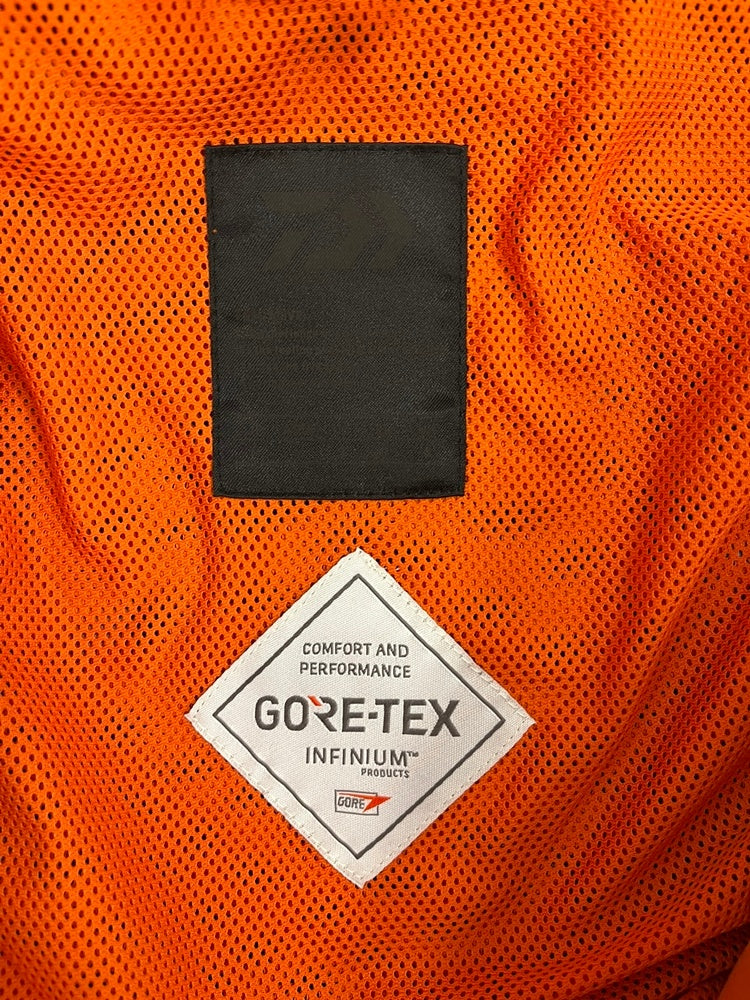 COMFORT AND
PERFORMANCE
GORE-TEX
INFINIUM™
PRODUCTS
GORE